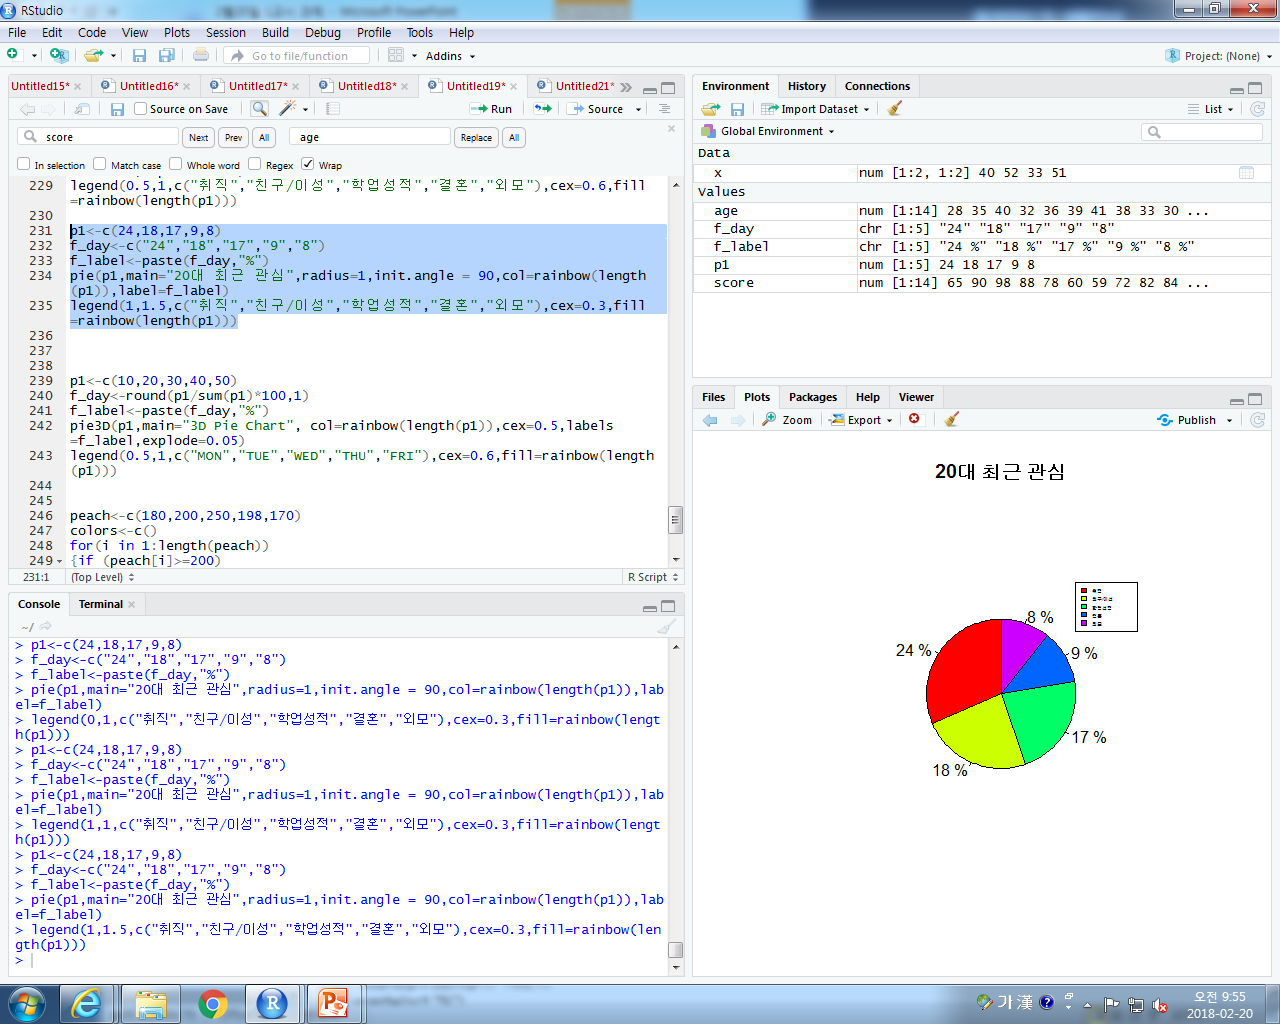 RStudio
File Edit Code View Plots Session Build Debug Profile Tools Help
Go to file/function Addins Project: (None)
Untitled15* Untitled16* Untitled17* Untitled18* Untitled19* Untitled21*
Source on Save Run Source
score Next Prev All age Replace All
In selection Match case Whole word Regex Wrap
229 legend(0.5,1,c("취직","친구/이성","학업성적","결혼","외모"),cex=0.6,fill
=rainbow(length(p1)))
230
231 p1<-c(24,18,17,9,8)
232 f_day<-c("24","18","17","9","8")
233 f_label<-paste(f_day,"%")
234 pie(p1,main="20대 최근 관심",radius=1,init.angle = 90,col=rainbow(length
(p1)),label=f_label)
235 legend(1,1.5,c("취직","친구/이성","학업성적","결혼","외모"),cex=0.3,fill
=rainbow(length(p1)))
236
237
238
239 p1<-c(10,20,30,40,50)
240 f_day<-round(p1/sum(p1)*100,1)
241 f_label<-paste(f_day,"%")
242 pie3D(p1,main="3D Pie Chart", col=rainbow(length(p1)),cex=0.5,labels
=f_label,explode=0.05)
243 legend(0.5,1,c("MON","TUE","WED","THU","FRI"),cex=0.6,fill=rainbow(length
(p1)))
244
245
246 peach<-c(180,200,250,198,170)
247 colors<-c()
248 for(i in 1:length(peach))
249 {if (peach[i]>=200)
231:1 (Top Level) R Script
Console Terminal
~/
> p1<-c(24,18,17,9,8)
> f_day<-c("24","18","17","9","8")
> f_label<-paste(f_day,"%")
> pie(p1,main="20대 최근 관심",radius=1,init.angle = 90,col=rainbow(length(p1)),lab
el=f_label)
> legend(0,1,c("취직","친구/이성","학업성적","결혼","외모"),cex=0.3,fill=rainbow(lengt
h(p1)))
> p1<-c(24,18,17,9,8)
> f_day<-c("24","18","17","9","8")
> f_label<-paste(f_day,"%")
> pie(p1,main="20대 최근 관심",radius=1,init.angle = 90,col=rainbow(length(p1)),lab
el=f_label)
> legend(1,1,c("취직","친구/이성","학업성적","결혼","외모"),cex=0.3,fill=rainbow(lengt
h(p1)))
> p1<-c(24,18,17,9,8)
> f_day<-c("24","18","17","9","8")
> f_label<-paste(f_day,"%")
> pie(p1,main="20대 최근 관심",radius=1,init.angle = 90,col=rainbow(length(p1)),lab
el=f_label)
> legend(1,1.5,c("취직","친구/이성","학업성적","결혼","외모"),cex=0.3,fill=rainbow(len
gth(p1)))
>
Environment History Connections
Import Dataset List
Global Environment
Data
x num [1:2, 1:2] 40 52 33 51
Values
age num [1:14] 28 35 40 32 36 39 41 38 33 30 ...
f_day chr [1:5] "24" "18" "17" "9" "8"
f_label chr [1:5] "24 %" "18 %" "17 %" "9 %" "8 %"
p1 num [1:5] 24 18 17 9 8
score num [1:14] 65 90 98 88 78 60 59 72 82 84 ...
Files Plots Packages Help Viewer
Zoom Export Publish
20대 최근 관심
8 %
24 %
9 %
17 %
18 %
가 漢
오전 9:55
2018-02-20